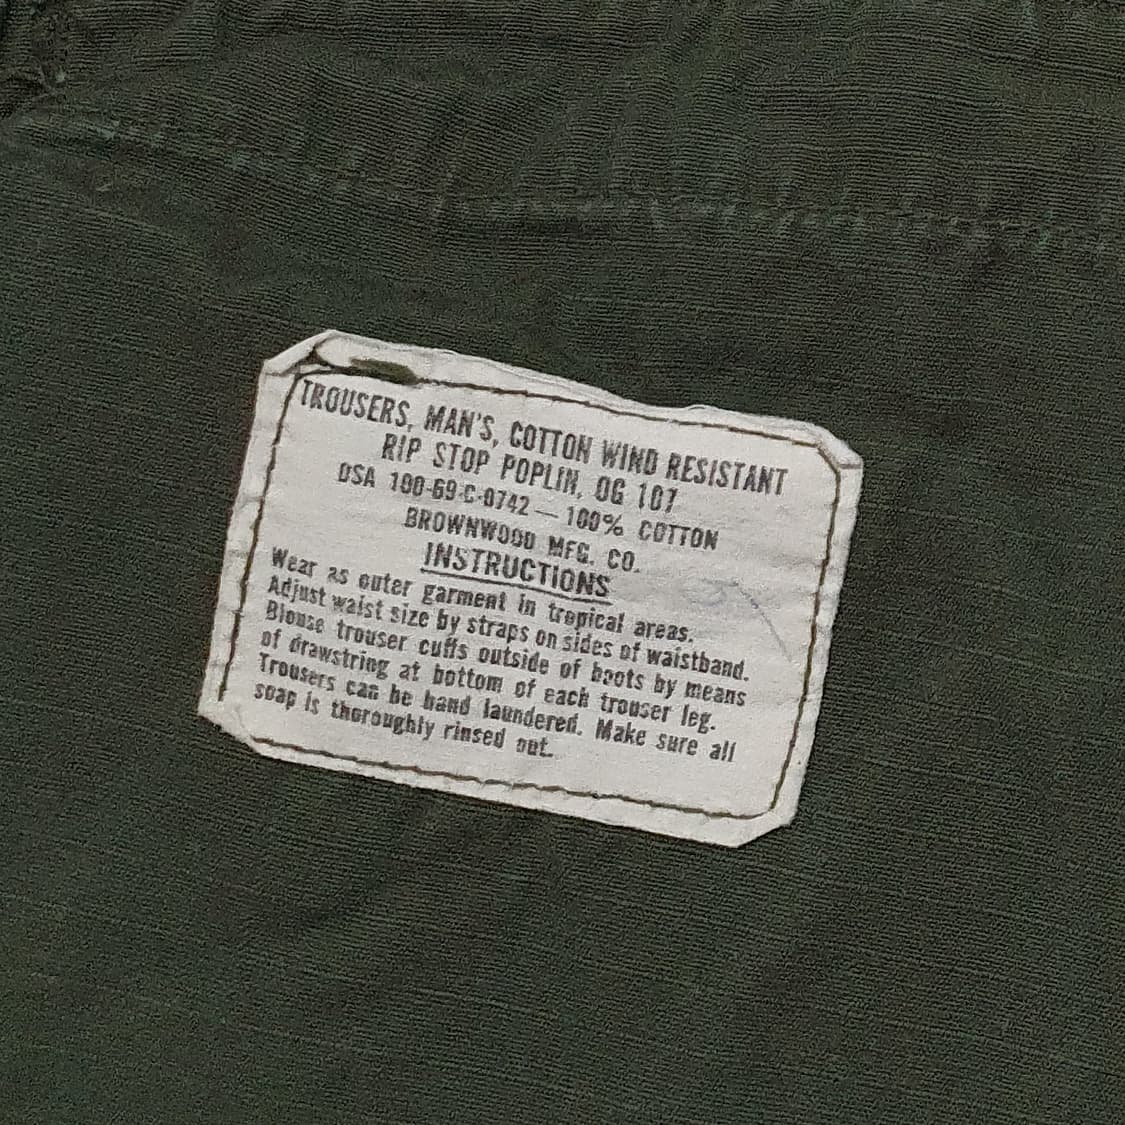 TROUSERS, MAN'S, COTTON WIND RESISTANT
RIP STOP POPLIN, OG 107
DSA 100-69-C-0742 — 100% COTTON
BROWNWOOD MFG. CO.
INSTRUCTIONS
Wear as outer garment in tropical areas.
Adjust waist size by straps on sides of waistband.
Blouse trouser cuffs outside of boots by means
of drawstring at bottom of each trouser leg.
Trousers can be hand laundered. Make sure all
soap is thoroughly rinsed out.